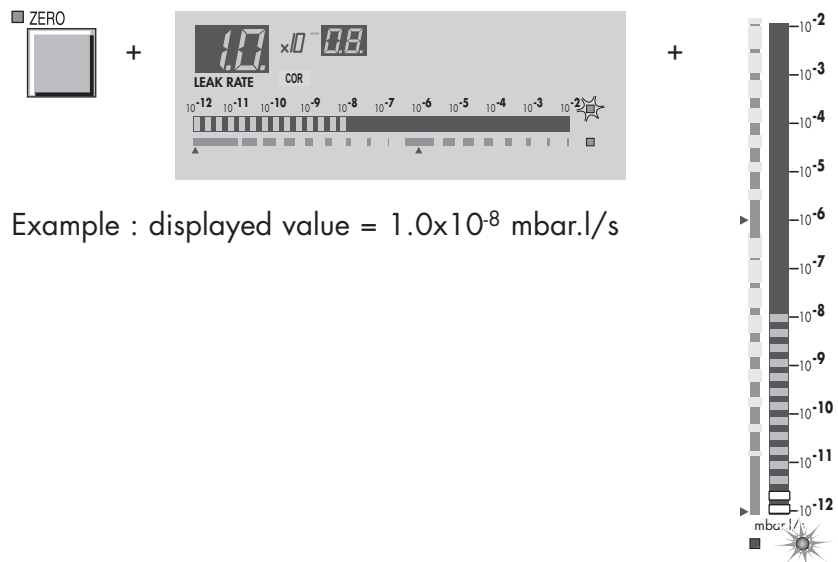 ZERO
+
1.0. x10 -0.8.
LEAK RATE COR
10-12 10-11 10-10 10-9 10-8 10-7 10-6 10-5 10-4 10-3 10-2
+
Example : displayed value = 1.0x10-8 mbar.l/s
10-2
10-3
10-4
10-5
10-6
10-7
10-8
10-9
10-10
10-11
10-12
mbar.l/s